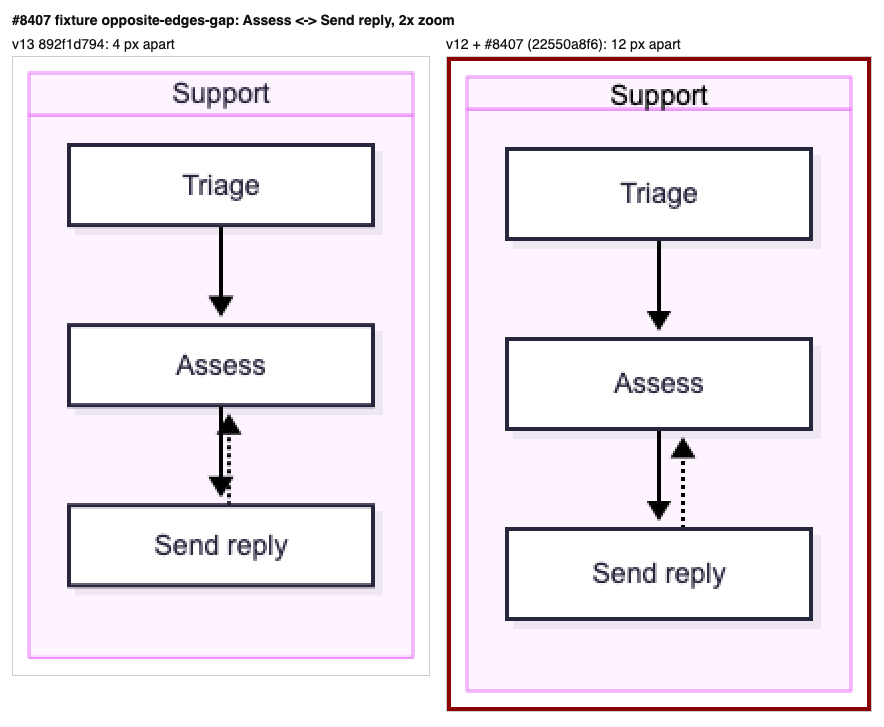 #8407 fixture opposite-edges-gap: Assess <-> Send reply, 2x zoom
v13 892f1d794: 4 px apart
v12 + #8407 (22550a8f6): 12 px apart
Support
Triage
Assess
Send reply
Support
Triage
Assess
Send reply